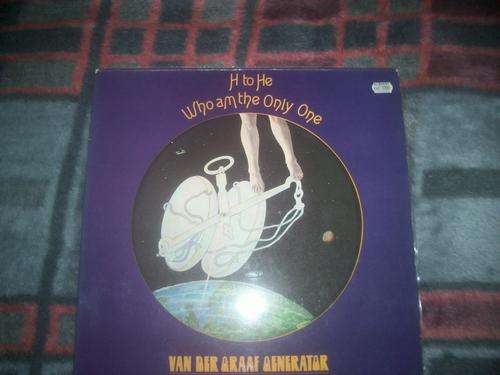 H to He
Who am the Only One
VAN DER GRAAF GENERATOR